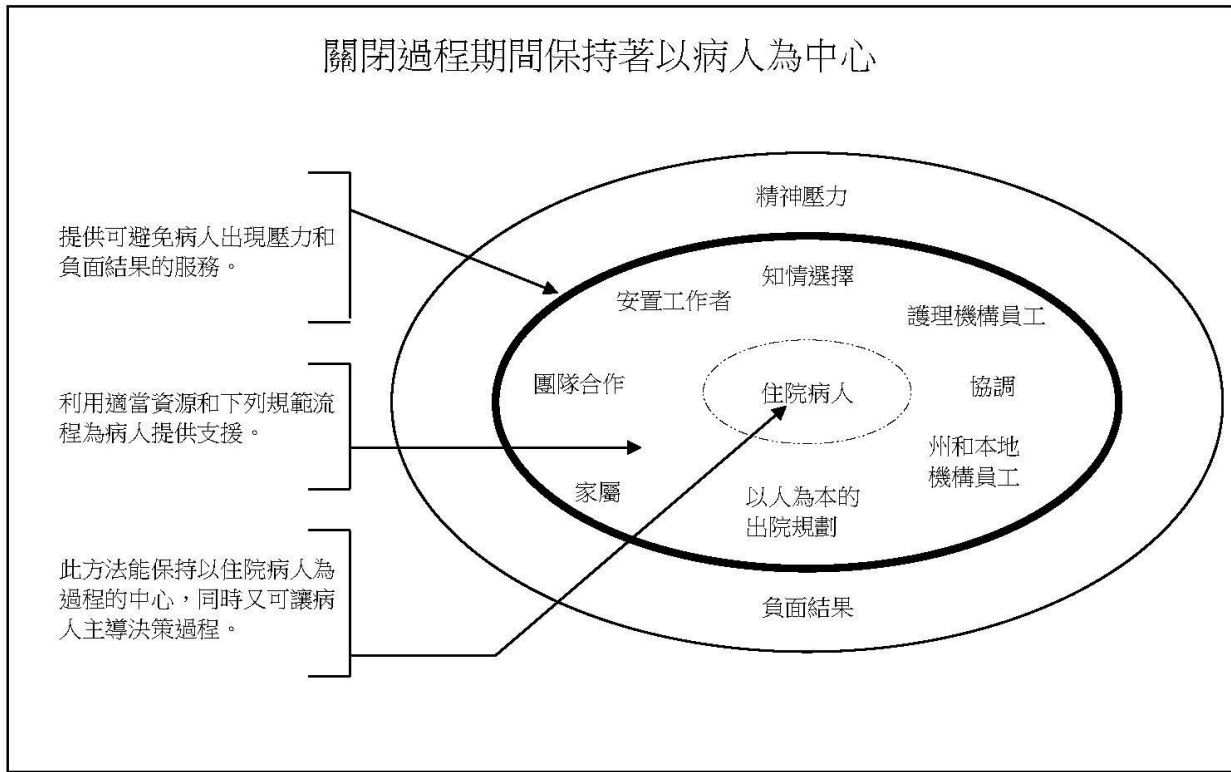 關閉過程期間保持著以病人為中心
提供可避免病人出現壓力和
負面結果的服務。
利用適當資源和下列規範流
程為病人提供支援。
此方法能保持以住院病人為
過程的中心，同時又可讓病
人主導決策過程。
精神壓力
知情選擇
安置工作者
護理機構員工
團隊合作
住院病人
協調
州和本地
機構員工
家屬
以人為本的
出院規劃
負面結果